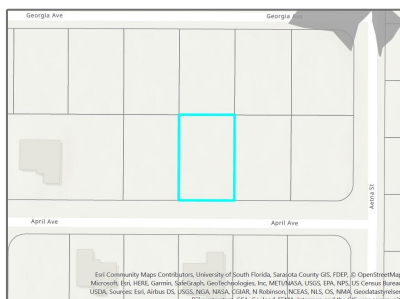 Georgia Ave
Georgia
Aetna St
April Ave
April Ave
Esri Community Maps Contributors, University of South Florida, Sarasota County GIS, FDEP, © OpenStreetMap
Microsoft, Esri, HERE, Garmin, SafeGraph, GeoTechnologies, Inc, METI/NASA, USGS, EPA, NPS, US Census Bureau
USDA, Sources: Esri, Airbus DS, USGS, NGA, NASA, CGIAR, N Robinson, NCEAS, NLS, OS, NMA, Geodatastyrelsen